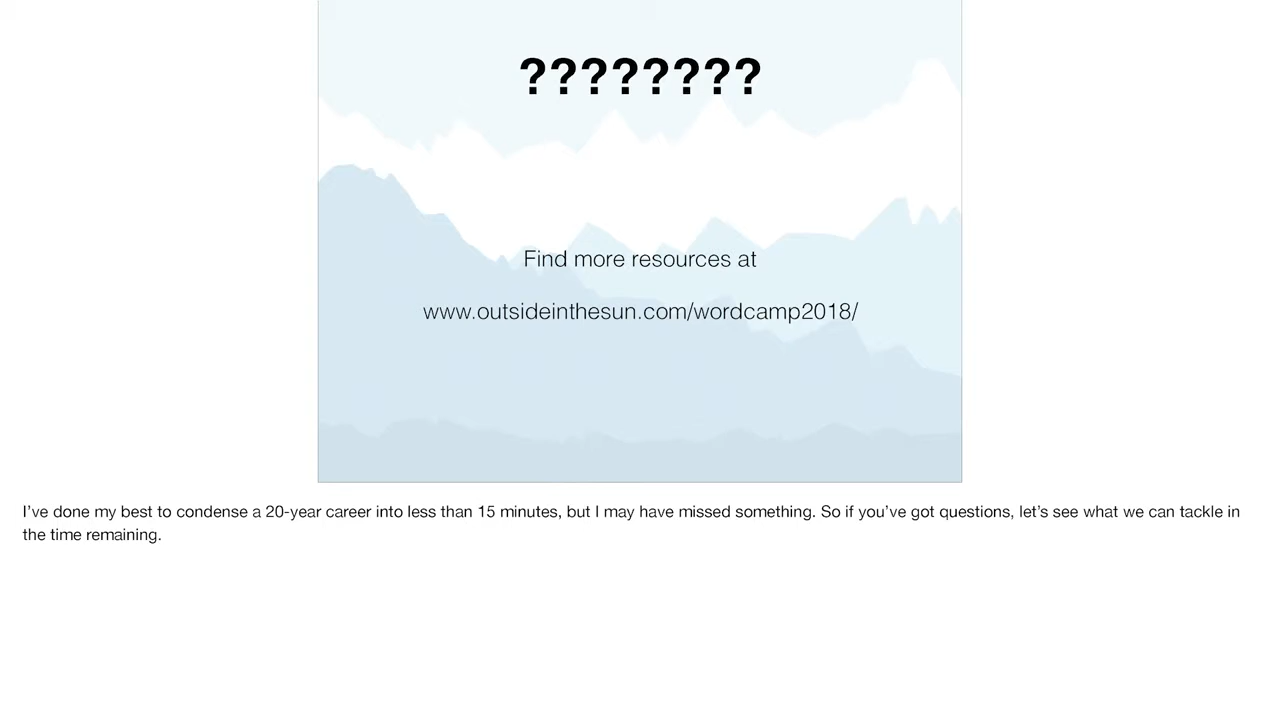 ????????
Find more resources at
www.outsideinthesun.com/wordcamp2018/
I’ve done my best to condense a 20-year career into less than 15 minutes, but I may have missed something. So if you’ve got questions, let’s see what we can tackle in
the time remaining.